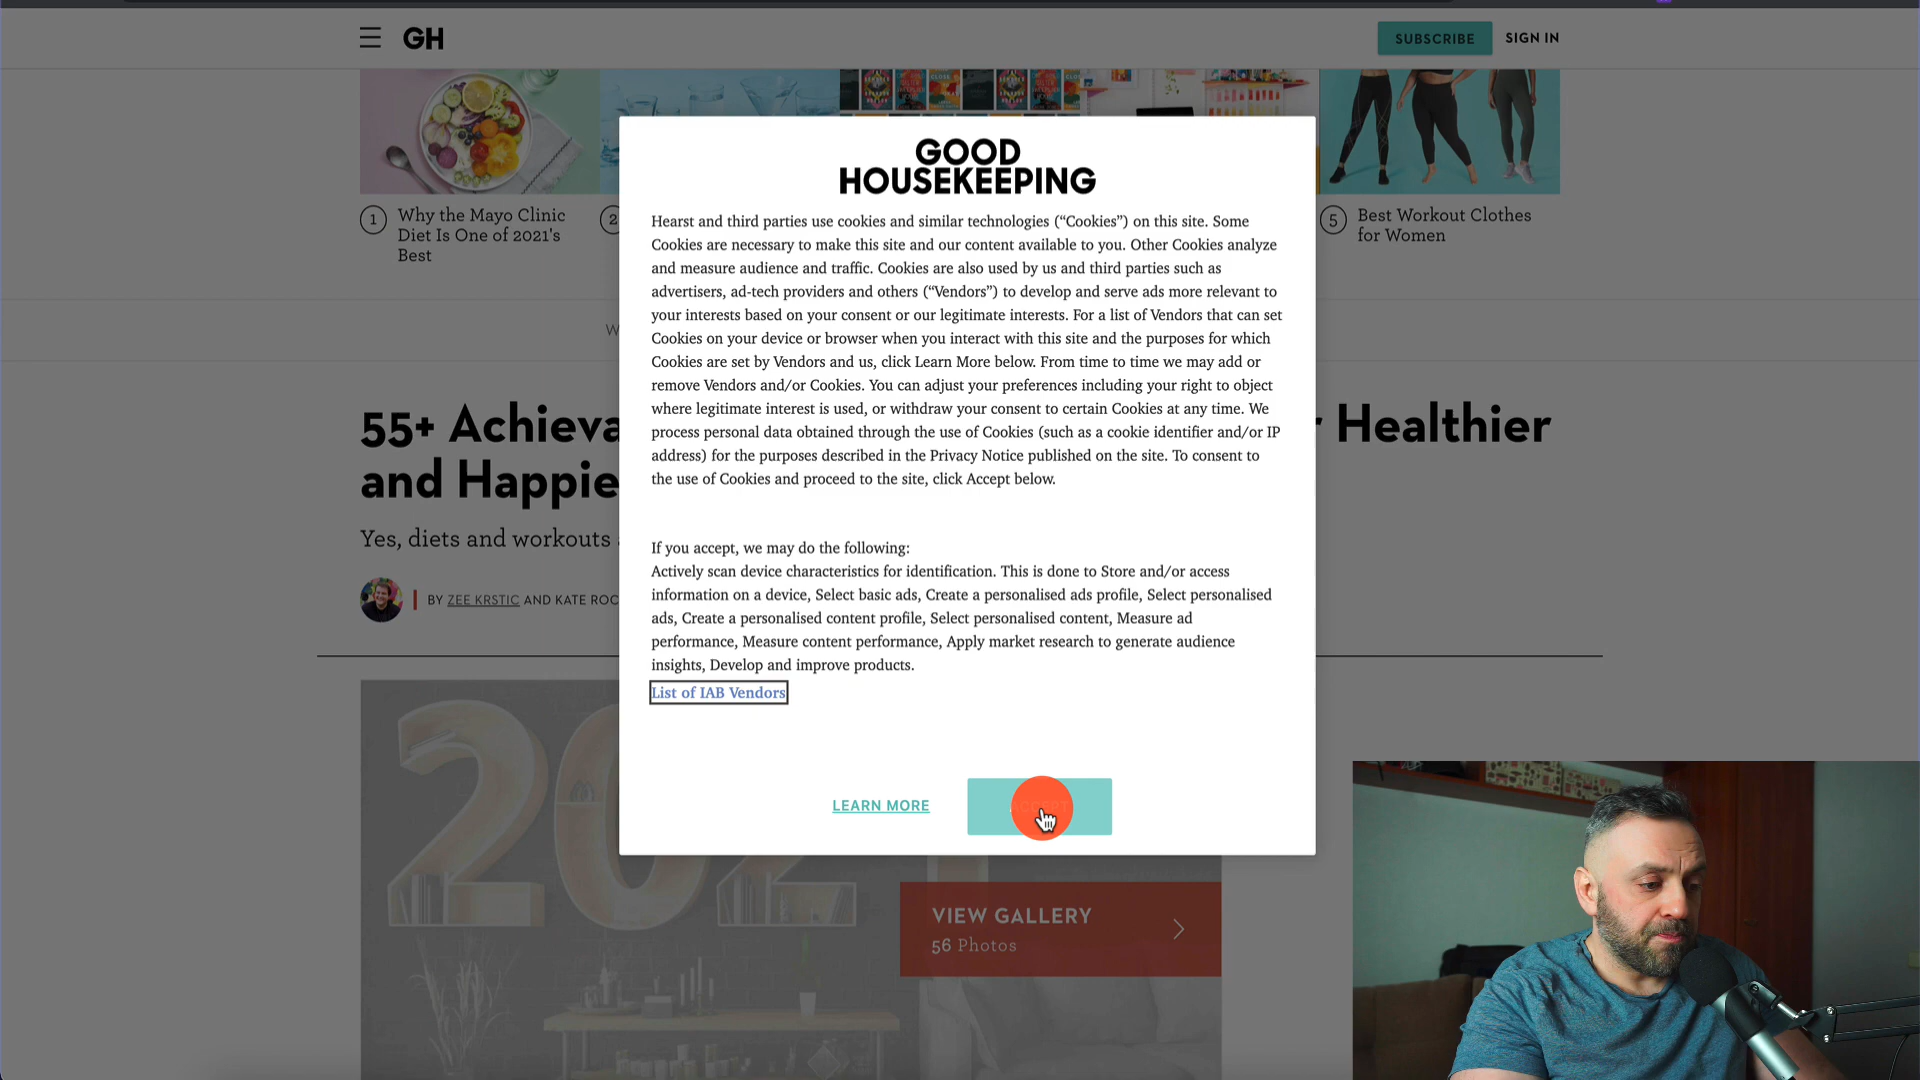 GH
SUBSCRIBE
SIGN IN
1
Why the Mayo Clinic
Diet Is One of 2021's
Best
2
5
Best Workout Clothes
for Women
W
GOOD
HOUSEKEEPING
Hearst and third parties use cookies and similar technologies (“Cookies”) on this site. Some
Cookies are necessary to make this site and our content available to you. Other Cookies analyze
and measure audience and traffic. Cookies are also used by us and third parties such as
advertisers, ad-tech providers and others (“Vendors”) to develop and serve ads more relevant to
your interests based on your consent or our legitimate interests. For a list of Vendors that can set
Cookies on your device or browser when you interact with this site and the purposes for which
Cookies are set by Vendors and us, click Learn More below. From time to time we may add or
remove Vendors and/or Cookies. You can adjust your preferences including your right to object
where legitimate interest is used, or withdraw your consent to certain Cookies at any time. We
process personal data obtained through the use of Cookies (such as a cookie identifier and/or IP
address) for the purposes described in the Privacy Notice published on the site. To consent to
the use of Cookies and proceed to the site, click Accept below.
If you accept, we may do the following:
Actively scan device characteristics for identification. This is done to Store and/or access
information on a device, Select basic ads, Create a personalised ads profile, Select personalised
ads, Create a personalised content profile, Select personalised content, Measure ad
performance, Measure content performance, Apply market research to generate audience
insights, Develop and improve products.
List of IAB Vendors
LEARN MORE
55+ Achieva r Healthier
and Happie
Yes, diets and workouts
BY ZEE KRSTIC AND KATE ROC
202
VIEW GALLERY
56 Photos